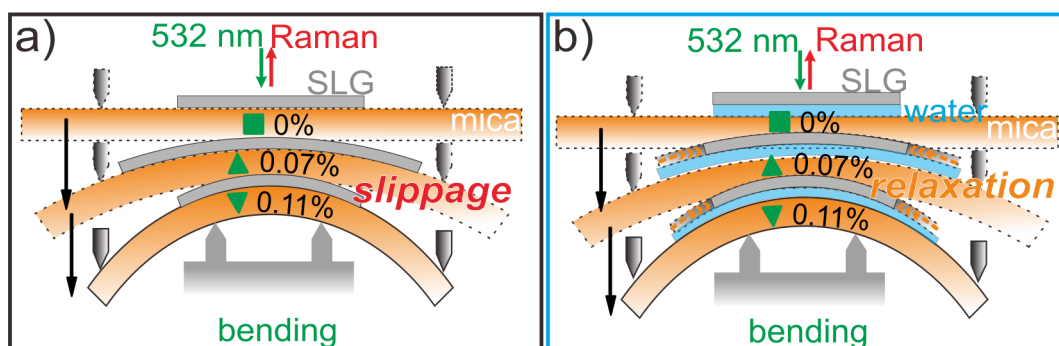 a)
532 nm
Raman
SLG
mica
0%
0.07%
slippage
0.11%
bending
b)
532 nm
Raman
SLG
water
mica
0%
0.07%
relaxation
0.11%
bending